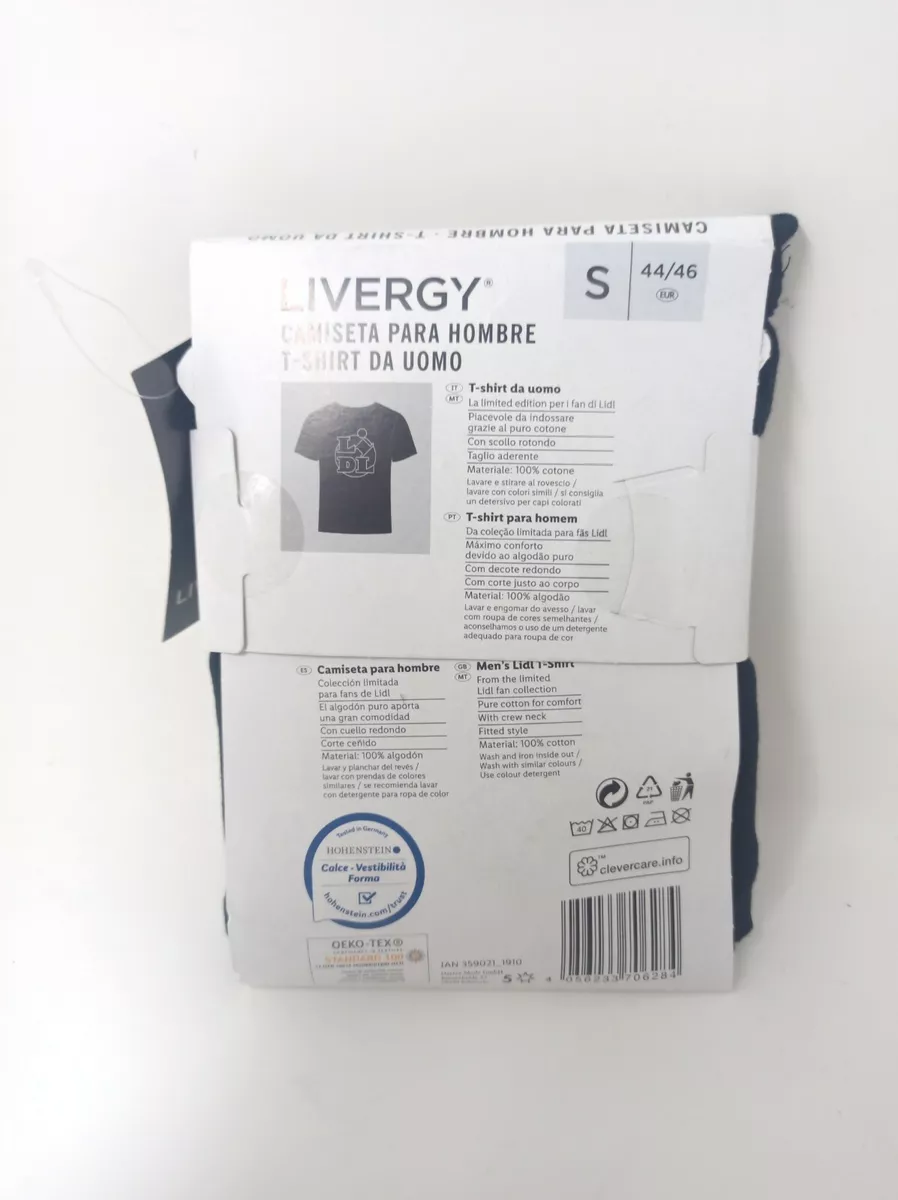 CAMISETA PARA HOMBRE · T-SHIRT DA UOMO
LIVERGY®
S 44/46
EUR
CAMISETA PARA HOMBRE
T-SHIRT DA UOMO
LIDL
IT MT T-shirt da uomo
La limited edition per i fan di Lidl
Piacevole da indossare
grazie al puro cotone
Con scollo rotondo
Taglio aderente
Materiale: 100% cotone
Lavare e stirare al rovescio /
lavare con colori simili / si consiglia
un detersivo per capi colorati
PT T-shirt para homem
Da coleção limitada para fãs Lidl
Máximo conforto
devido ao algodão puro
Com decote redondo
Com corte justo ao corpo
Material: 100% algodão
Lavar e engomar do avesso / lavar
com roupa de cores semelhantes /
aconselhamos o uso de um detergente
adequado para roupa de cor
LI
ES Camiseta para hombre
Colección limitada
para fans de Lidl
El algodón puro aporta
una gran comodidad
Con cuello redondo
Corte ceñido
Material: 100% algodón
Lavar y planchar del revés /
lavar con prendas de colores
similares / se recomienda lavar
con detergente para ropa de color
GB MT Men's Lidl T-Shirt
From the limited
Lidl fan collection
Pure cotton for comfort
With crew neck
Fitted style
Material: 100% cotton
Wash and iron inside out /
Wash with similar colours /
Use colour detergent
21
PAP
40
clevercare.info
Tested in Germany
HOHENSTEIN
Calce - Vestibilità
Forma
hohenstein.com/trust
OEKO-TEX®
STANDARD 100
IAN 359021_1910
S
4 056233 706284